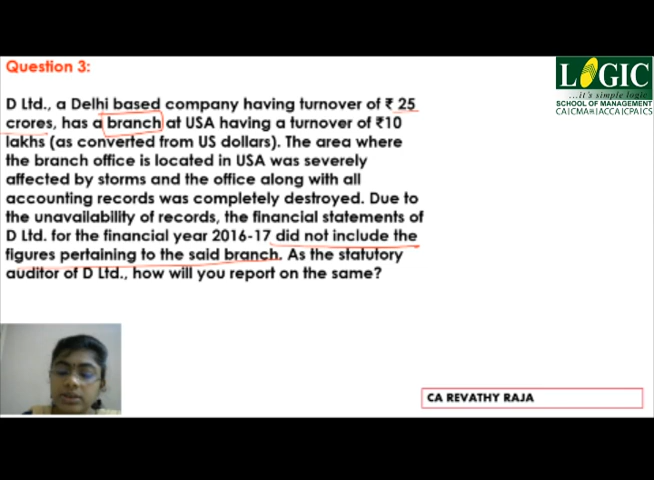 Question 3:
LOGIC
...it's simple logic
SCHOOL OF MANAGEMENT
D Ltd., a Delhi based company having turnover of ₹ 25
crores, has a branch at USA having a turnover of ₹10
lakhs (as converted from US dollars). The area where
the branch office is located in USA was severely
affected by storms and the office along with all
accounting records was completely destroyed. Due to
the unavailability of records, the financial statements of
D Ltd. for the financial year 2016-17 did not include the
figures pertaining to the said branch. As the statutory
auditor of D Ltd., how will you report on the same?
CA REVATHY RAJA